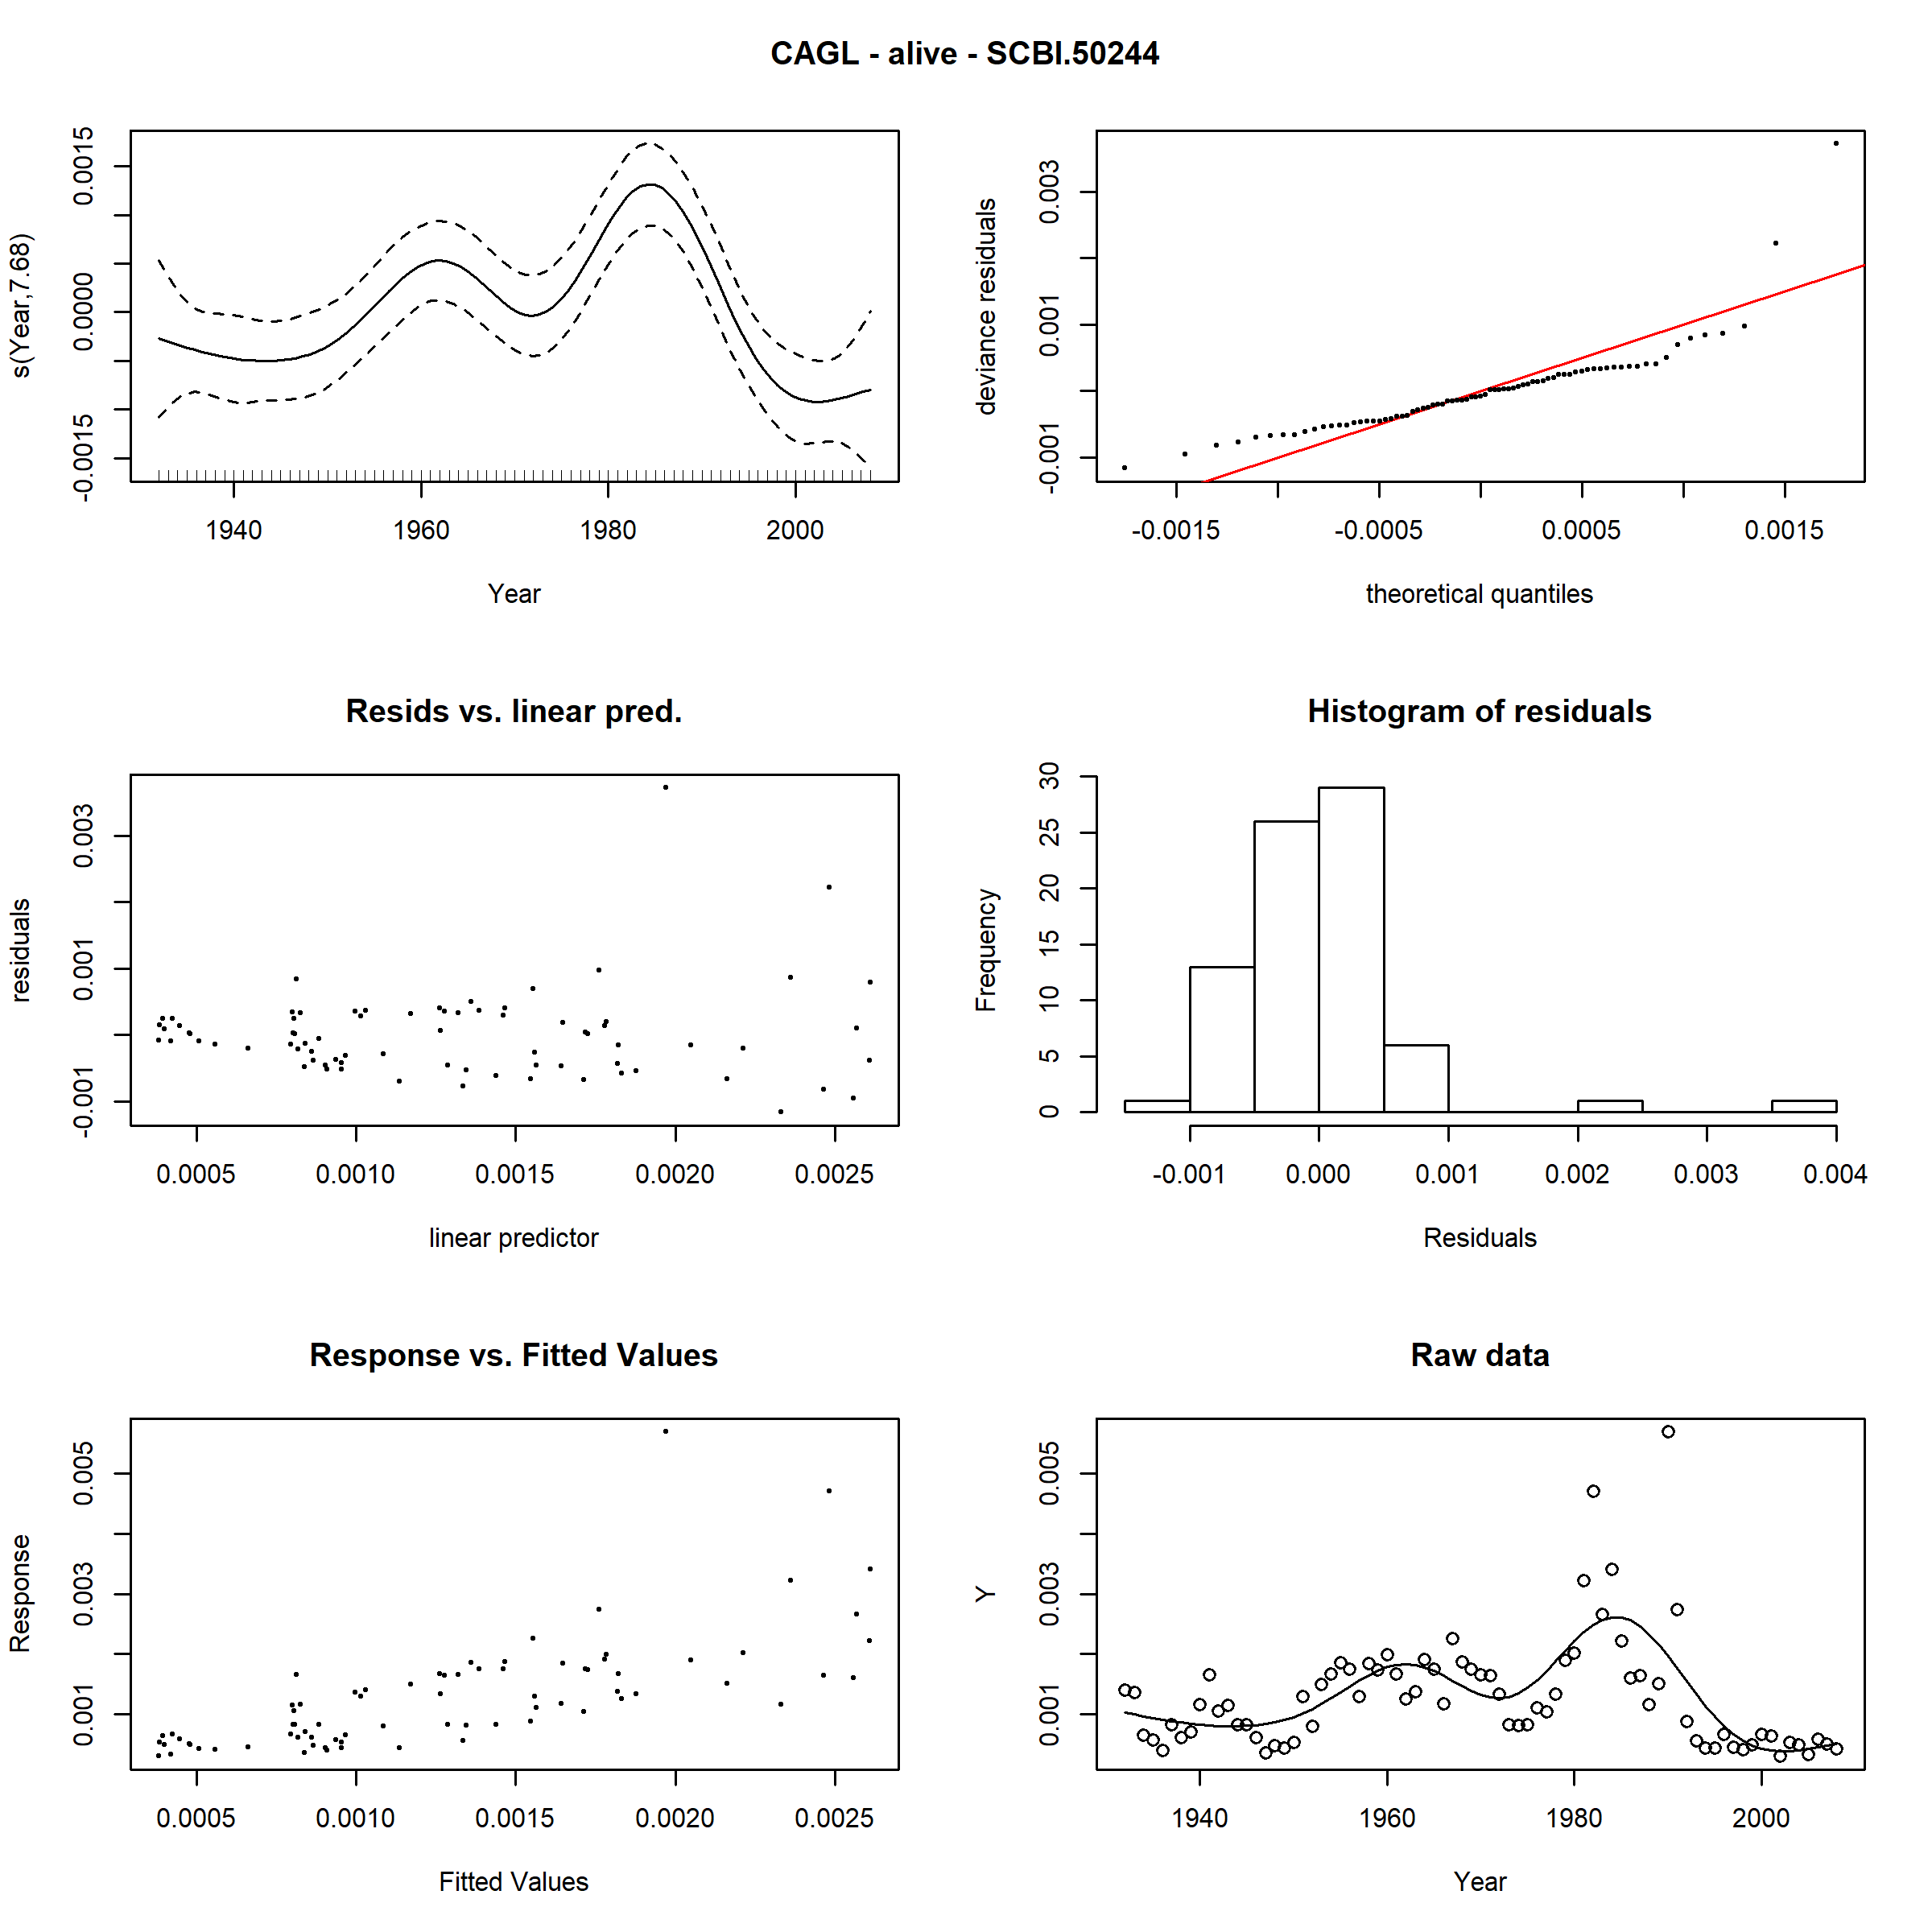 CAGL - alive - SCBI.50244
s(Year,7.68)
-0.0015 0.0000 0.0015
1940 1960 1980 2000
Year
deviance residuals
-0.001 0.001 0.003
-0.0015 -0.0005 0.0005 0.0015
theoretical quantiles
Resids vs. linear pred.
residuals
-0.001 0.001 0.003
0.0005 0.0010 0.0015 0.0020 0.0025
linear predictor
Histogram of residuals
Frequency
0 5 10 15 20 25 30
-0.001 0.000 0.001 0.002 0.003 0.004
Residuals
Response vs. Fitted Values
Response
0.001 0.003 0.005
0.0005 0.0010 0.0015 0.0020 0.0025
Fitted Values
Raw data
Y
0.001 0.003 0.005
1940 1960 1980 2000
Year